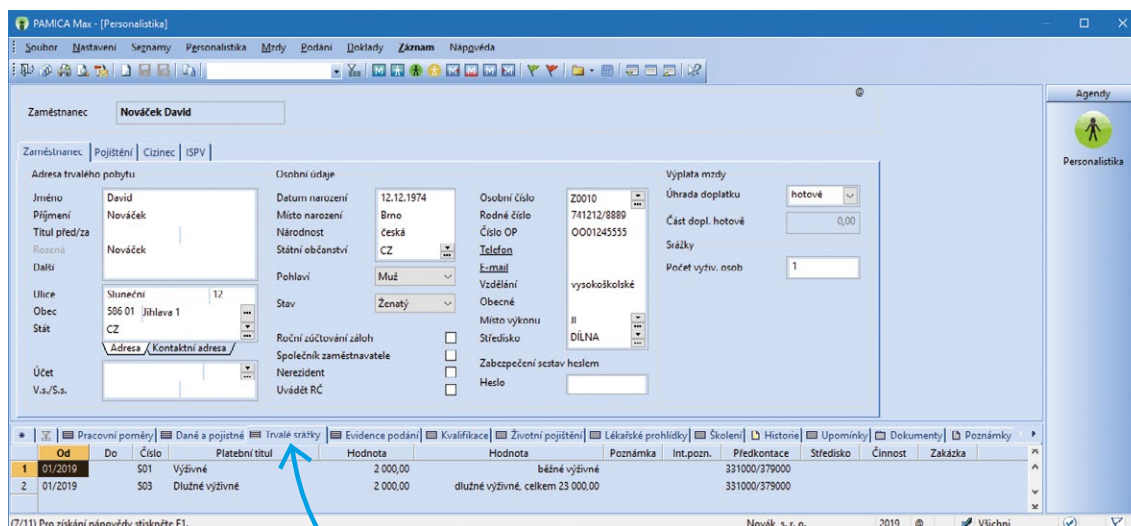 PAMICA Max - [Personalistika]
Soubor Nastavení Seznamy Personalistika Mzdy Podání Doklady Záznam Nápověda
@
Agendy
Personalistika
Zaměstnanec Nováček David
Zaměstnanec Pojištění Cizinec ISPV
Adresa trvalého pobytu
Jméno David
Příjmení Nováček
Titul před/za
Rozená Nováček
Další
Ulice Sluneční 12
Obec 586 01 Jihlava 1
Stát CZ
Adresa Kontaktní adresa
Účet
V.s./S.s.
Osobní údaje
Datum narození 12.12.1974
Místo narození Brno
Národnost česká
Státní občanství CZ
Pohlaví Muž
Stav Ženatý
Roční zúčtování záloh
Společník zaměstnavatele
Nerezident
Uvádět RČ
Osobní číslo Z0010
Rodné číslo 741212/8889
Číslo OP OO01245555
Telefon
E-mail
Vzdělání vysokoškolské
Obecné
Místo výkonu JI
Středisko DÍLNA
Zabezpečení sestav heslem
Heslo
Výplata mzdy
Úhrada doplatku hotově
Část dopl. hotově 0,00
Srážky
Počet vyživ. osob 1
Pracovní poměry Daně a pojistné Trvalé srážky Evidence podání Kvalifikace Životní pojištění Lékařské prohlídky Školení Historie Upomínky Dokumenty Poznámky
Od Do Číslo Platební titul Hodnota Hodnota Poznámka Int.pozn. Předkontace Středisko Činnost Zakázka
1 01/2019 S01 Výživné 2 000,00 běžné výživné 331000/379000
2 01/2019 S03 Dlužné výživné 2 000,00 dlužné výživné, celkem 23 000,00 331000/379000
(7/11) Pro získání nápovědy stiskněte F1. Novák, s. r. o. 2019 @ Všichni